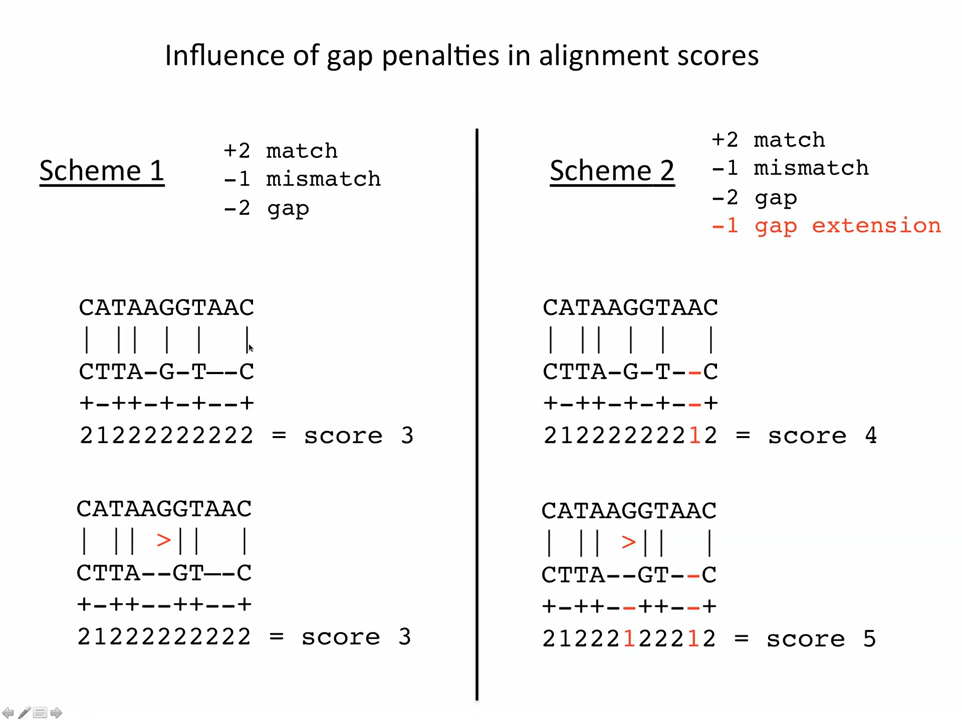 Influence of gap penalties in alignment scores
Scheme 1
+2 match
-1 mismatch
-2 gap
CATAAGGTAAC
| || | |  |
CTTA-G-T–-C
+-++-+-+--+
21222222222 = score 3
CATAAGGTAAC
| || >||  |
CTTA--GT–-C
+-++--++--+
21222222222 = score 3
Scheme 2
+2 match
-1 mismatch
-2 gap
-1 gap extension
CATAAGGTAAC
| || | |  |
CTTA-G-T--C
+-++-+-+--+
21222222212 = score 4
CATAAGGTAAC
| || >||  |
CTTA--GT--C
+-++--++--+
21222122212 = score 5